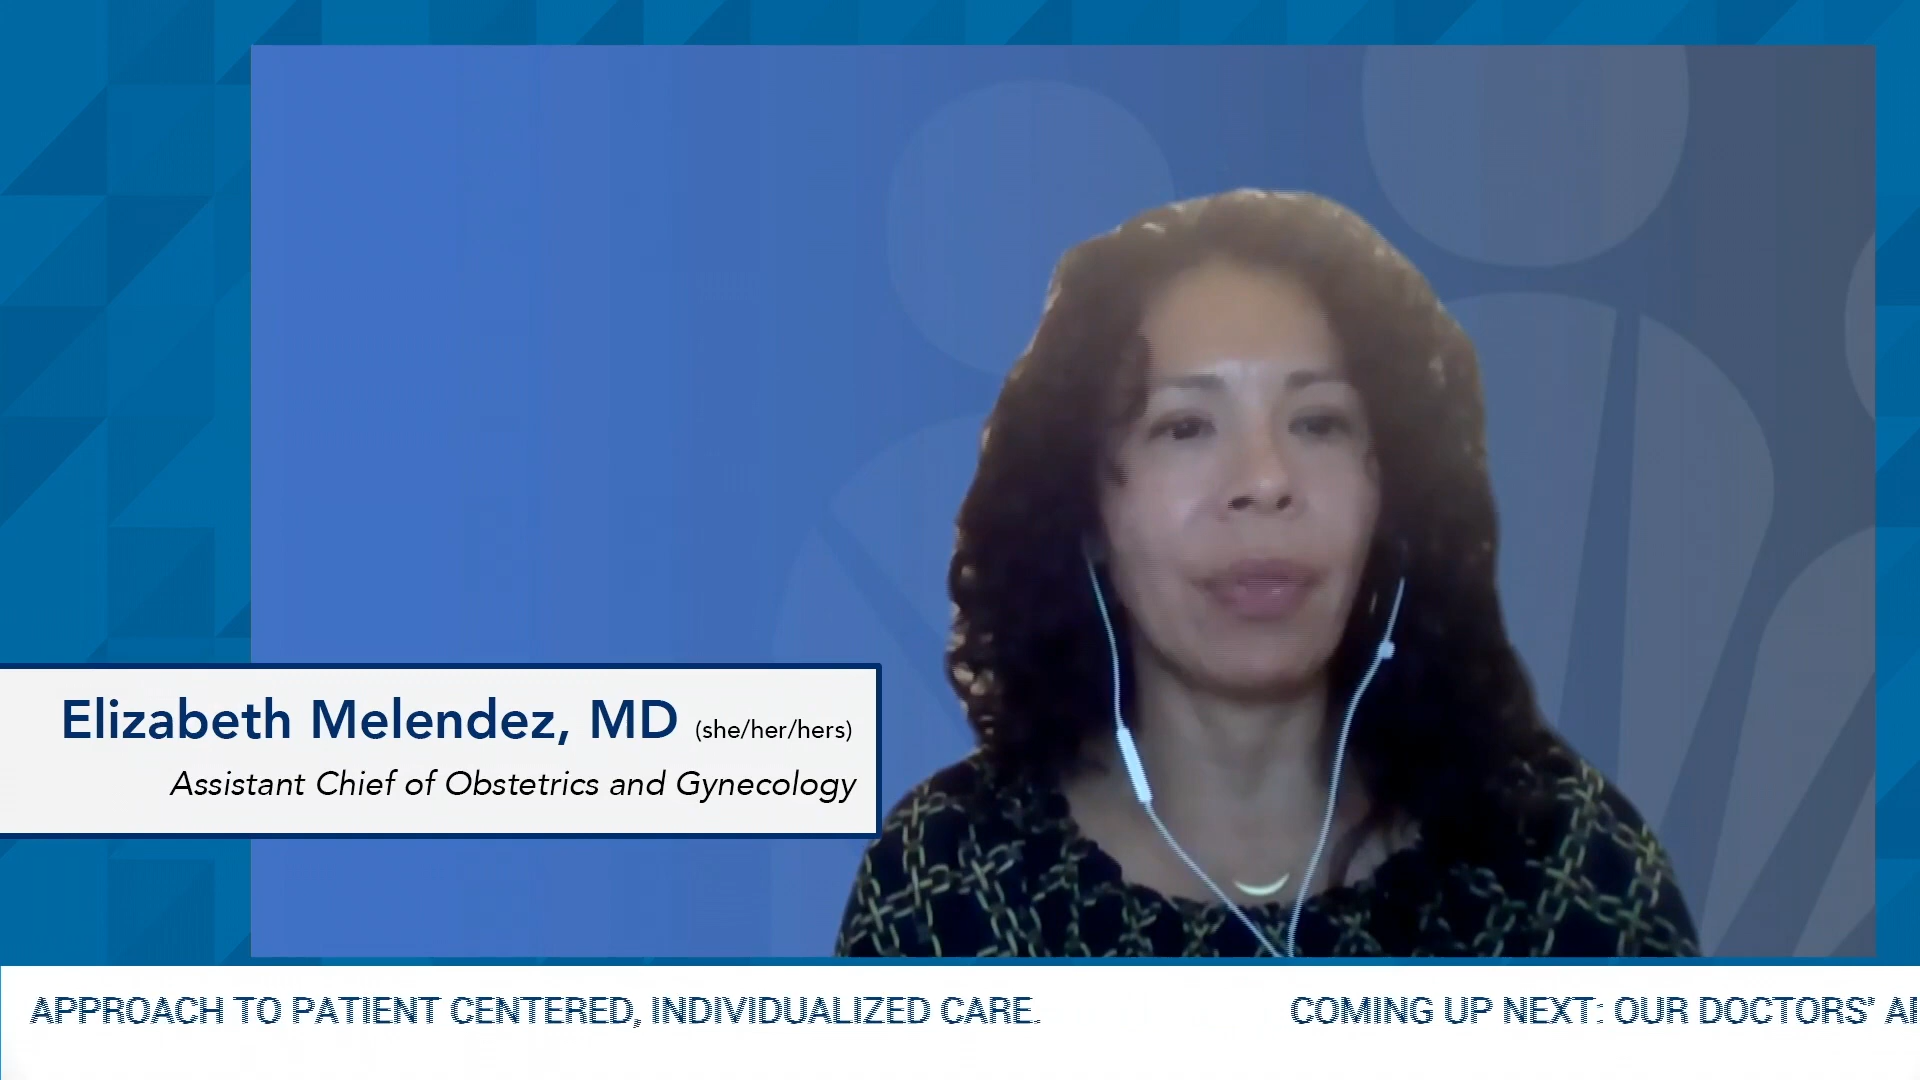 Elizabeth Melendez, MD (she/her/hers)
Assistant Chief of Obstetrics and Gynecology
APPROACH TO PATIENT CENTERED, INDIVIDUALIZED CARE. COMING UP NEXT: OUR DOCTORS'